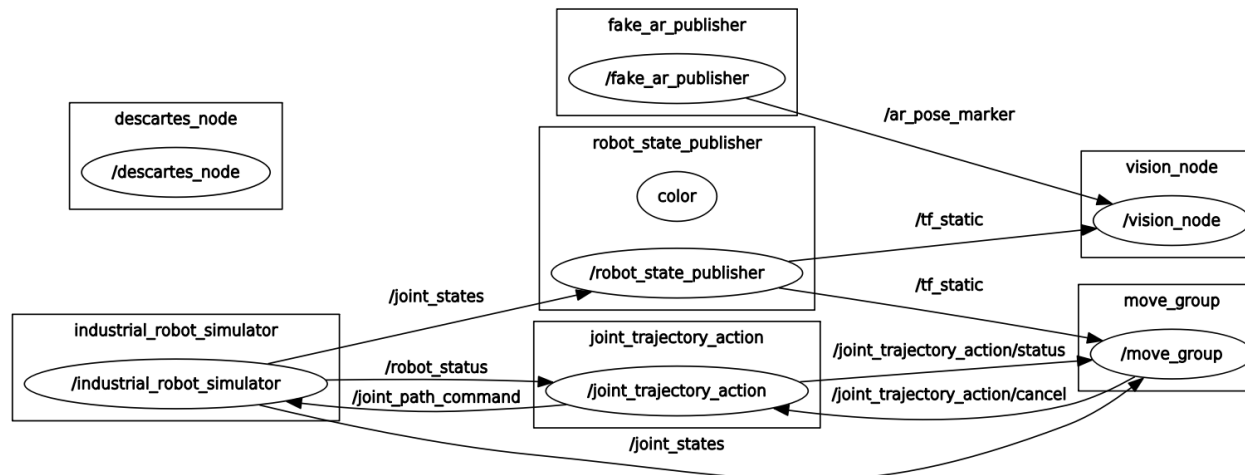 fake_ar_publisher
/fake_ar_publisher
/ar_pose_marker
descartes_node
/descartes_node
robot_state_publisher
color
/robot_state_publisher
vision_node
/vision_node
/tf_static
/tf_static
/joint_states
industrial_robot_simulator
/industrial_robot_simulator
/robot_status
/joint_path_command
joint_trajectory_action
/joint_trajectory_action
/joint_trajectory_action/status
/joint_trajectory_action/cancel
move_group
/move_group
/joint_states